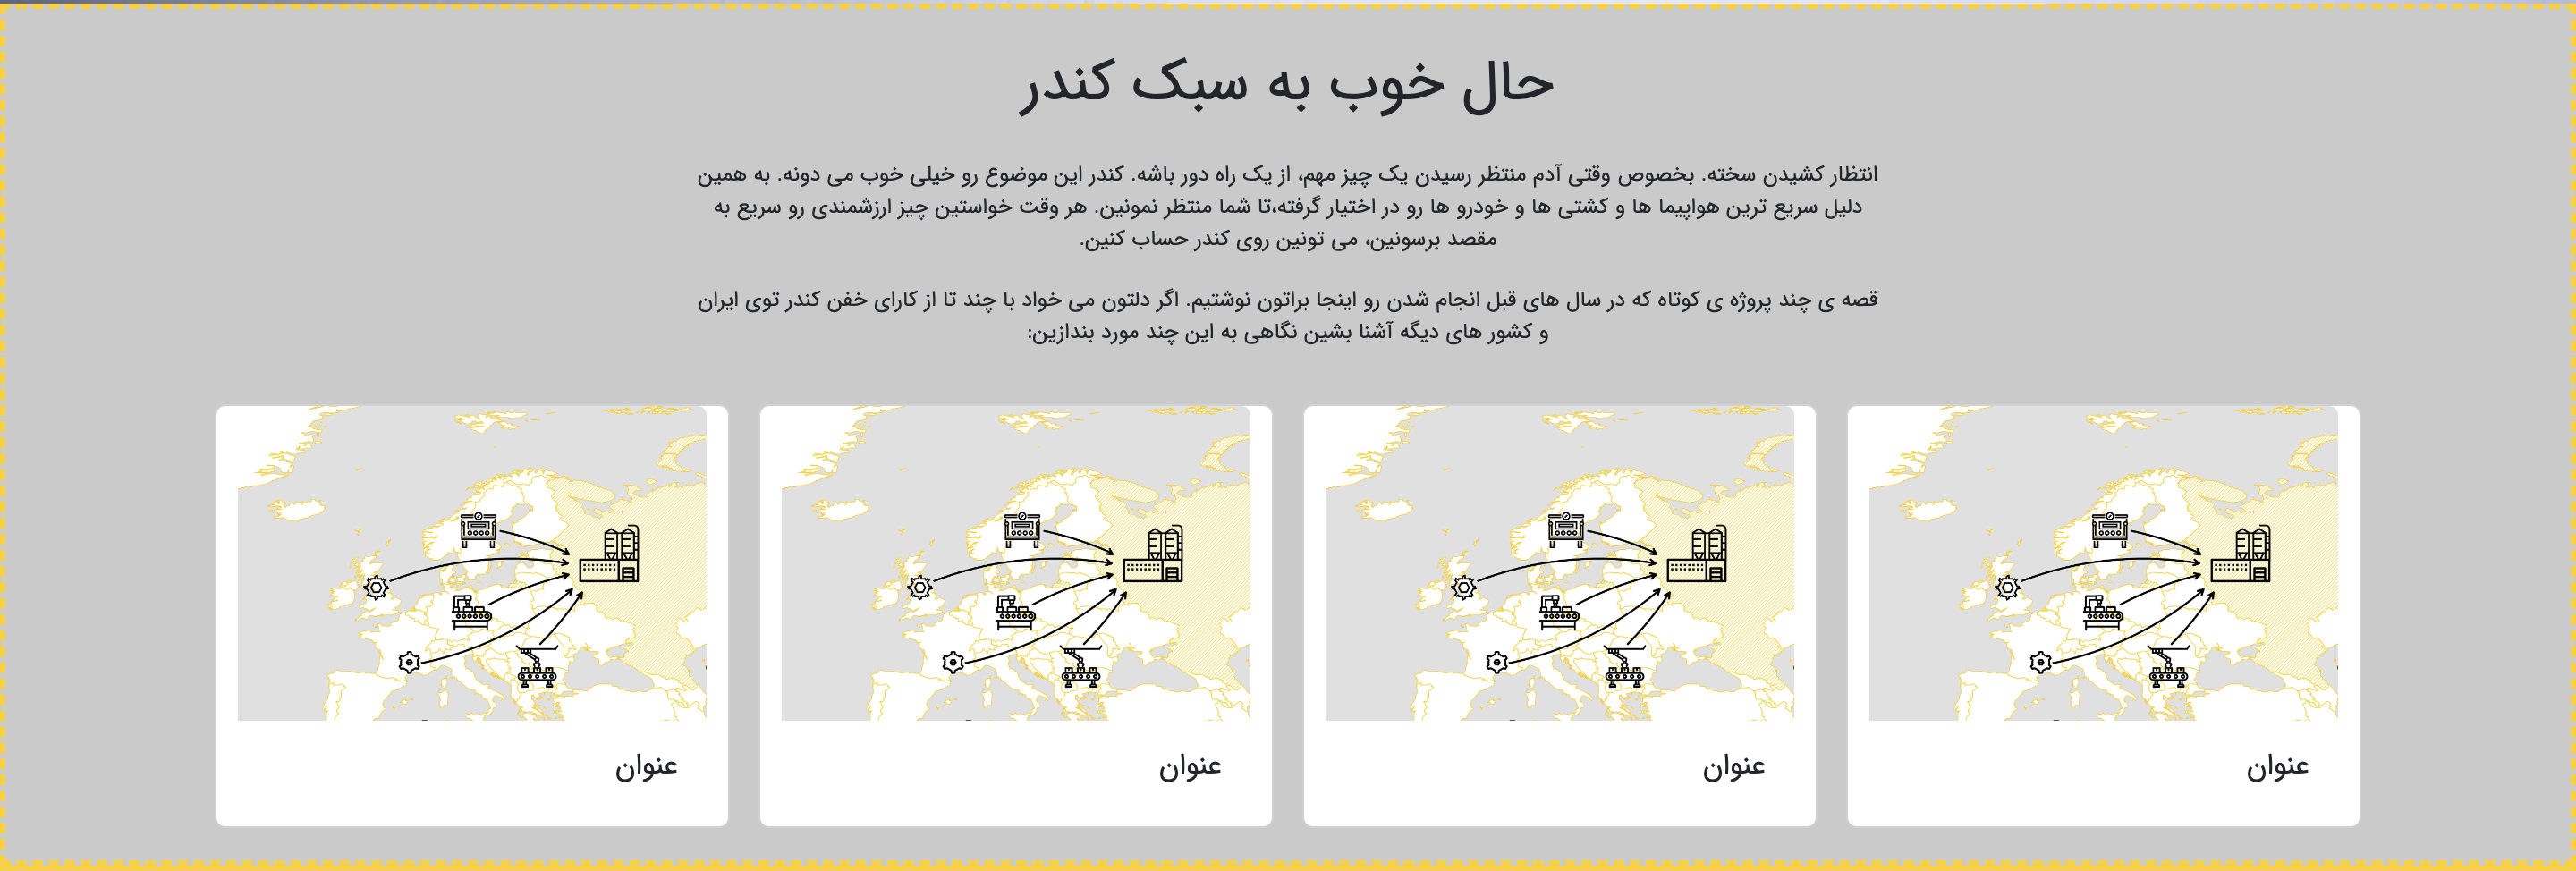 حال خوب به سبک کندر
انتظار کشیدن سخته. بخصوص وقتی آدم منتظر رسیدن یک چیز مهم، از یک راه دور باشه. کندر این موضوع رو خیلی خوب می دونه. به همین
دلیل سریع ترین هواپیما ها و کشتی ها و خودرو ها رو در اختیار گرفته،تا شما منتظر نمونین. هر وقت خواستین چیز ارزشمندی رو سریع به
مقصد برسونین، می تونین روی کندر حساب کنین.
قصه ی چند پروژه ی کوتاه که در سال های قبل انجام شدن رو اینجا براتون نوشتیم. اگر دلتون می خواد با چند تا از کارای خفن کندر توی ایران
و کشور های دیگه آشنا بشین نگاهی به این چند مورد بندازین:
عنوان
عنوان
عنوان
عنوان